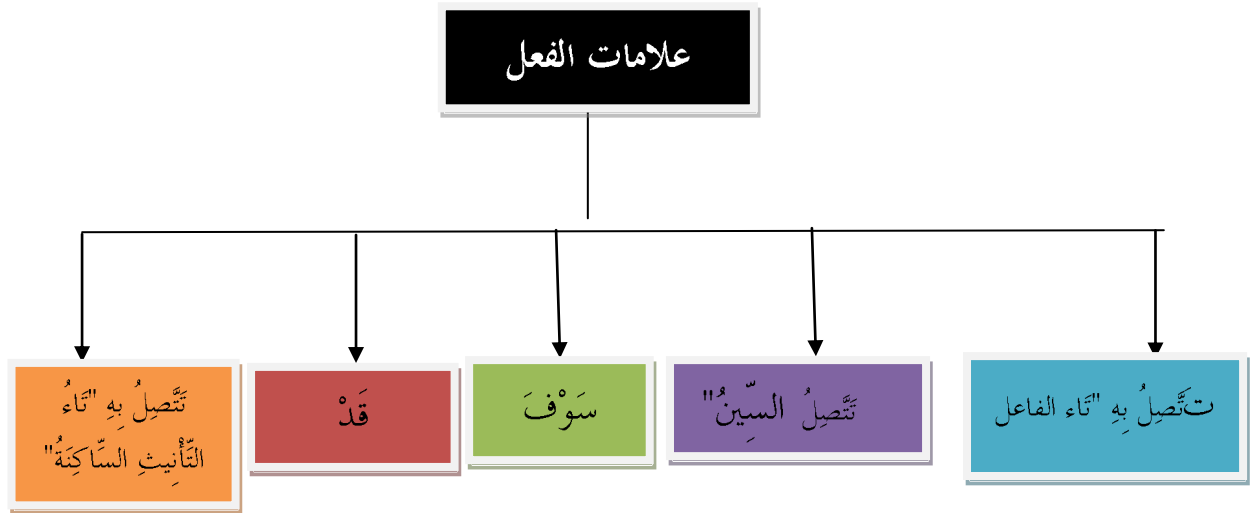 علامات الفعل
تَتَّصِلُ بِهِ "تَاء الفاعل
تَتَّصِلُ السِّينُ"
سَوْفَ
قَدْ
تَتَّصِلُ بِهِ "تَاءُ
التَّأْنِيثِ السَّاكِنَةُ"